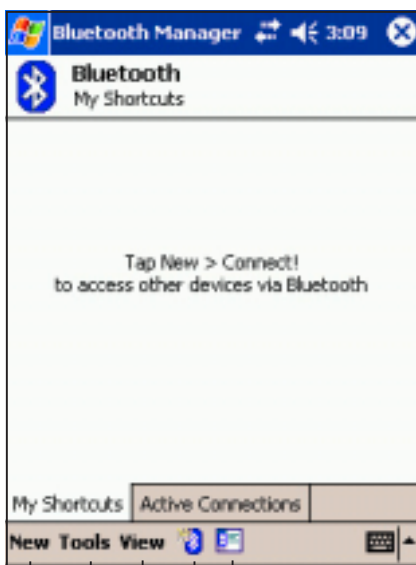 Bluetooth Manager 3:09
Bluetooth
My Shortcuts
Tap New > Connect!
to access other devices via Bluetooth
My Shortcuts Active Connections
New Tools View